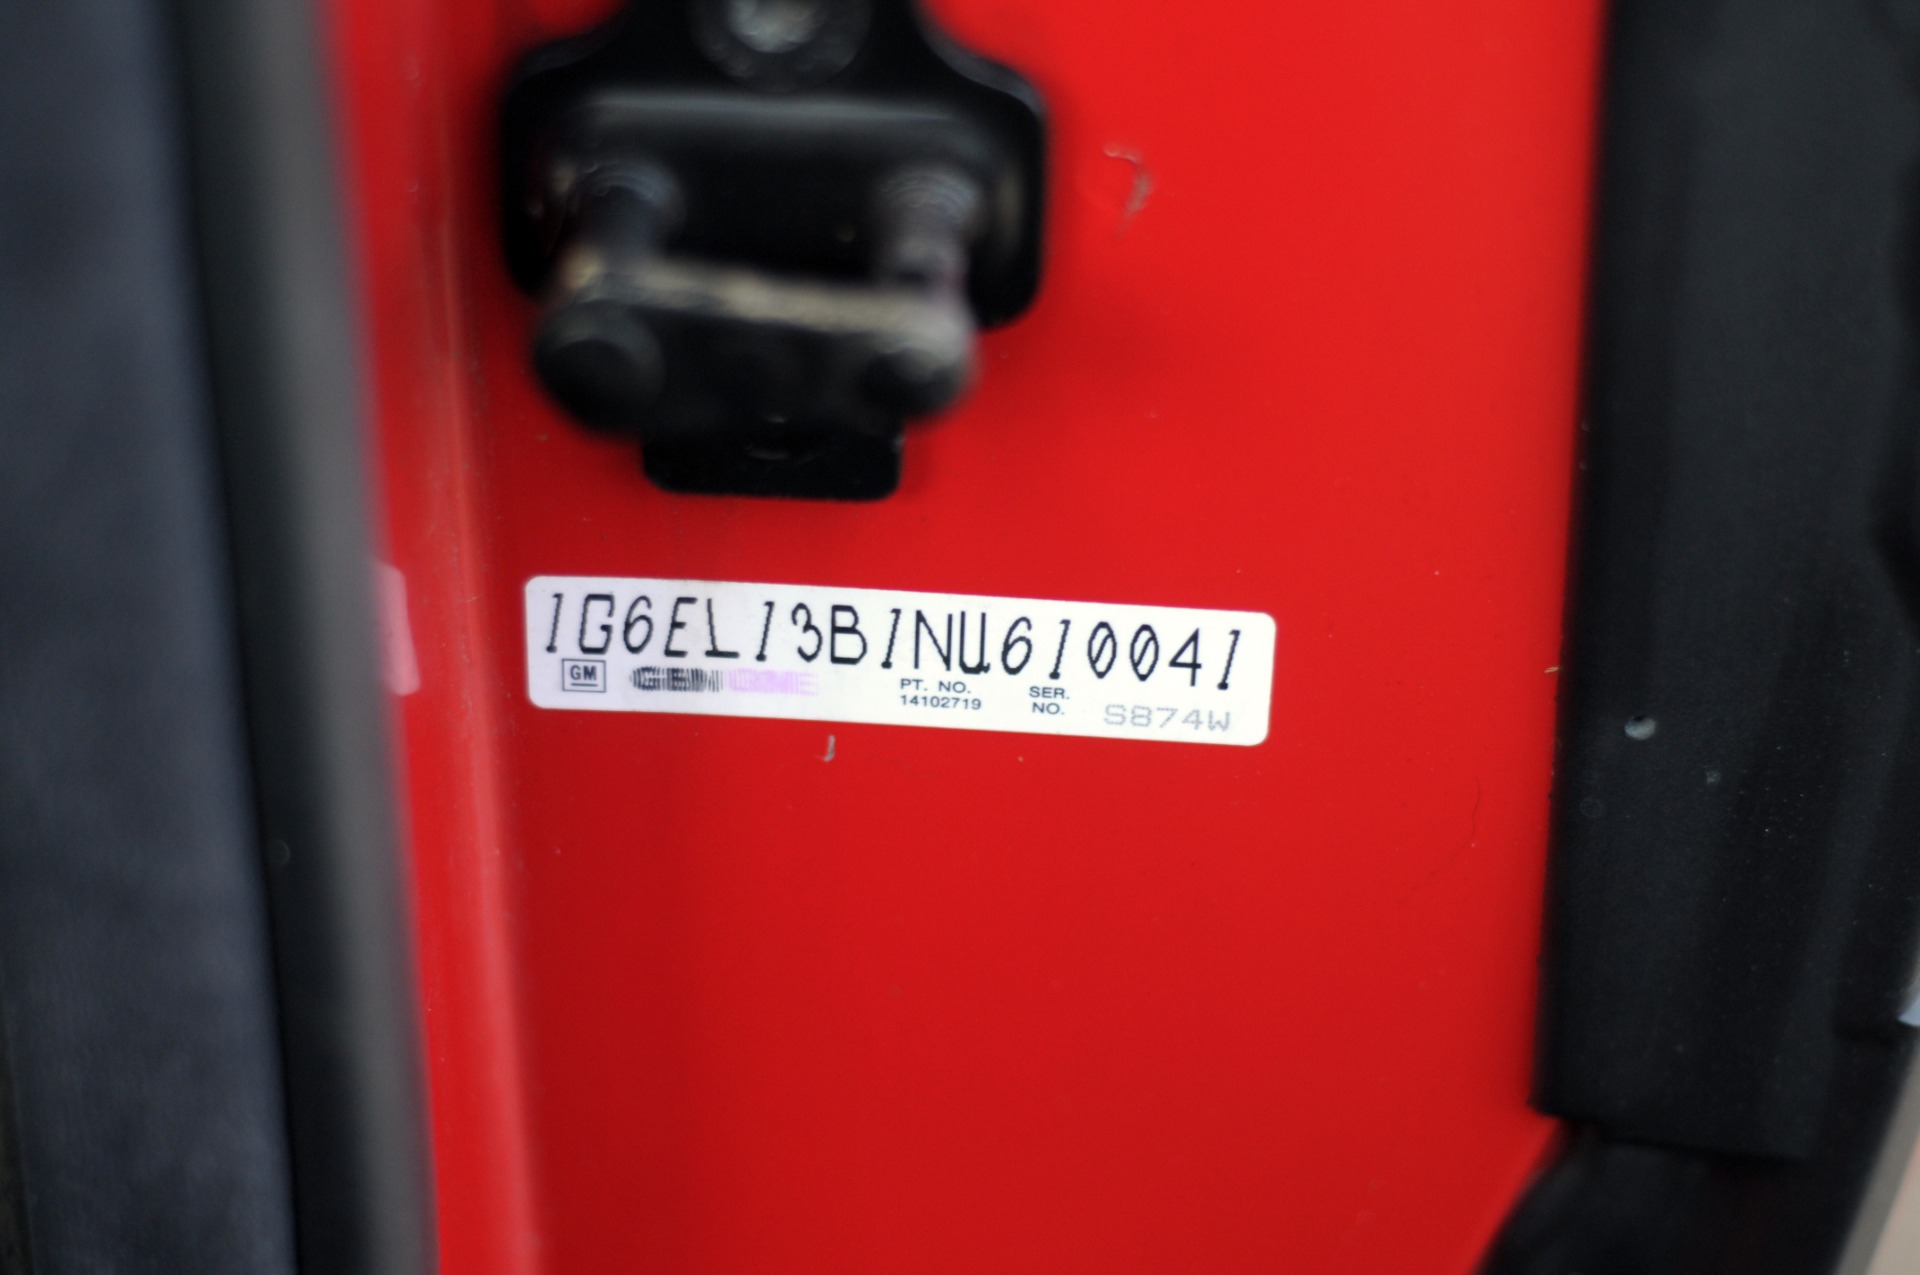 1G6EL13B1NU610041
GM
PT. NO.
14102719
SER.
NO.
S874W